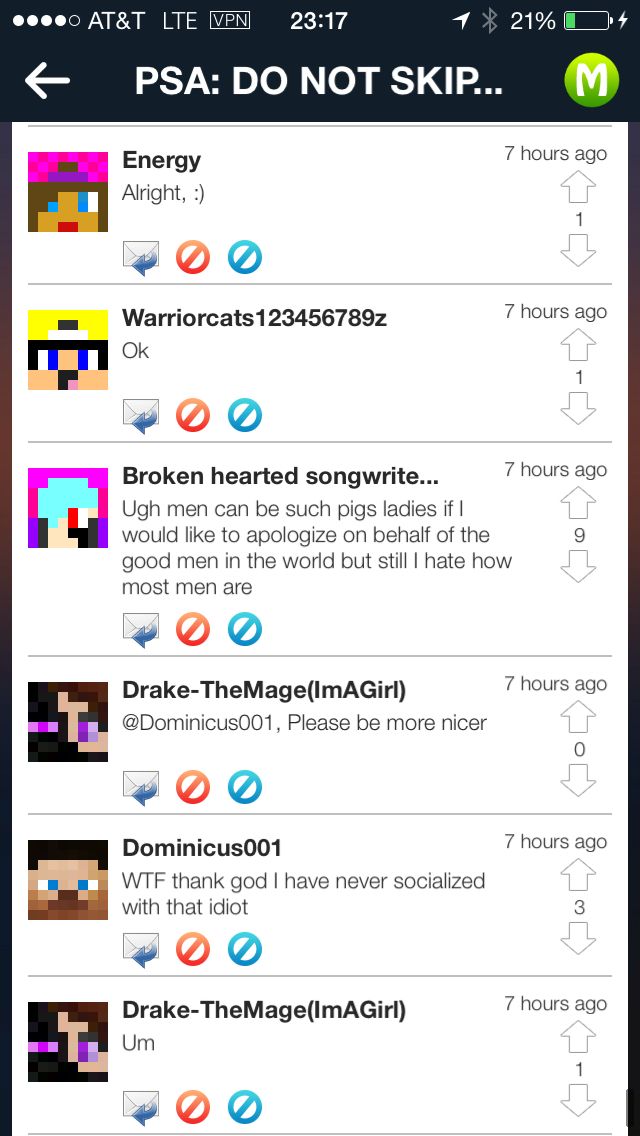 AT&T LTE VPN 23:17 21%
PSA: DO NOT SKIP... M
Energy 7 hours ago
Alright, :)
1
Warriorcats123456789z 7 hours ago
Ok
1
Broken hearted songwrite... 7 hours ago
Ugh men can be such pigs ladies if I
would like to apologize on behalf of the
9
good men in the world but still I hate how
most men are
Drake-TheMage(ImAGirl) 7 hours ago
@Dominicus001, Please be more nicer
0
Dominicus001 7 hours ago
WTF thank god I have never socialized
with that idiot
3
Drake-TheMage(ImAGirl) 7 hours ago
Um
1